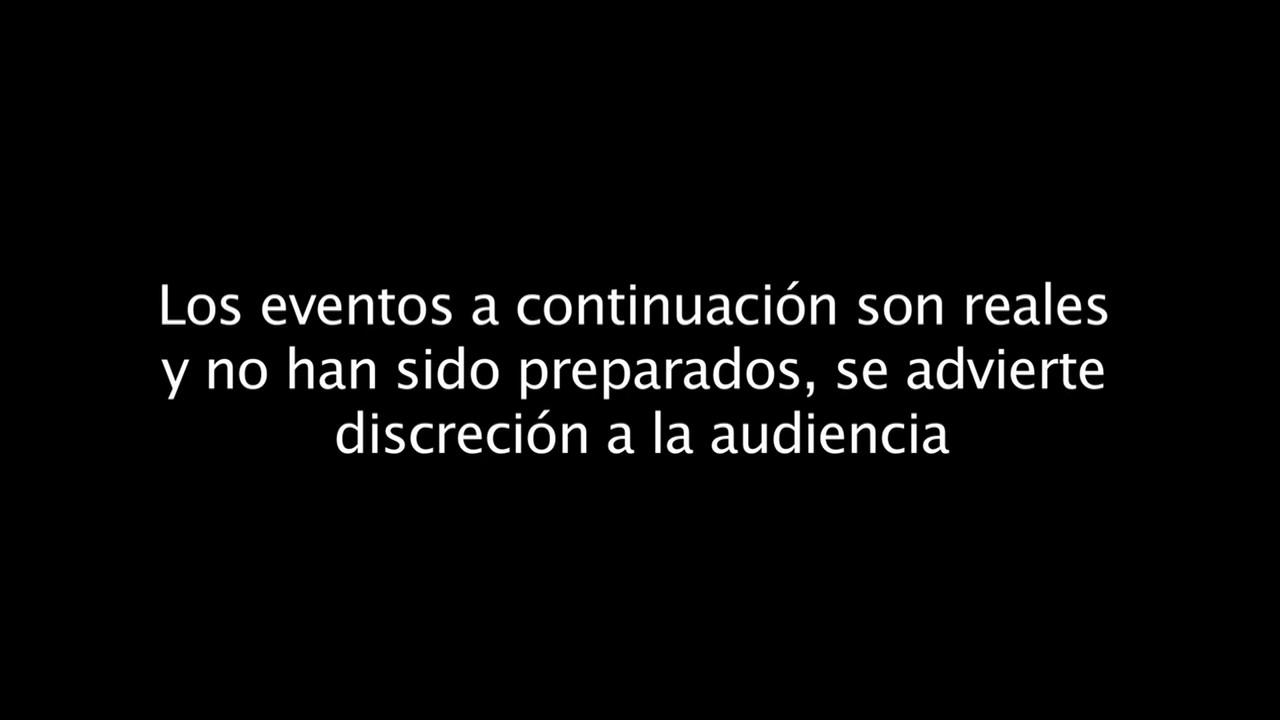 Los eventos a continuación son reales
y no han sido preparados, se advierte
discreción a la audiencia